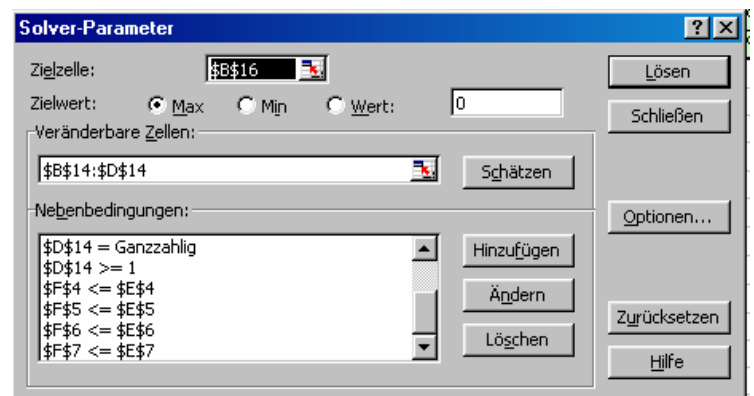 Solver-Parameter
Zielzelle: $B$16
Lösen
Zielwert: Max Min Wert: 0
Schließen
Veränderbare Zellen:
$B$14:$D$14
Schätzen
Nebenbedingungen:
Optionen...
$D$14 = Ganzzahlig
$D$14 >= 1
$F$4 <= $E$4
$F$5 <= $E$5
$F$6 <= $E$6
$F$7 <= $E$7
Hinzufügen
Ändern
Löschen
Zurücksetzen
Hilfe